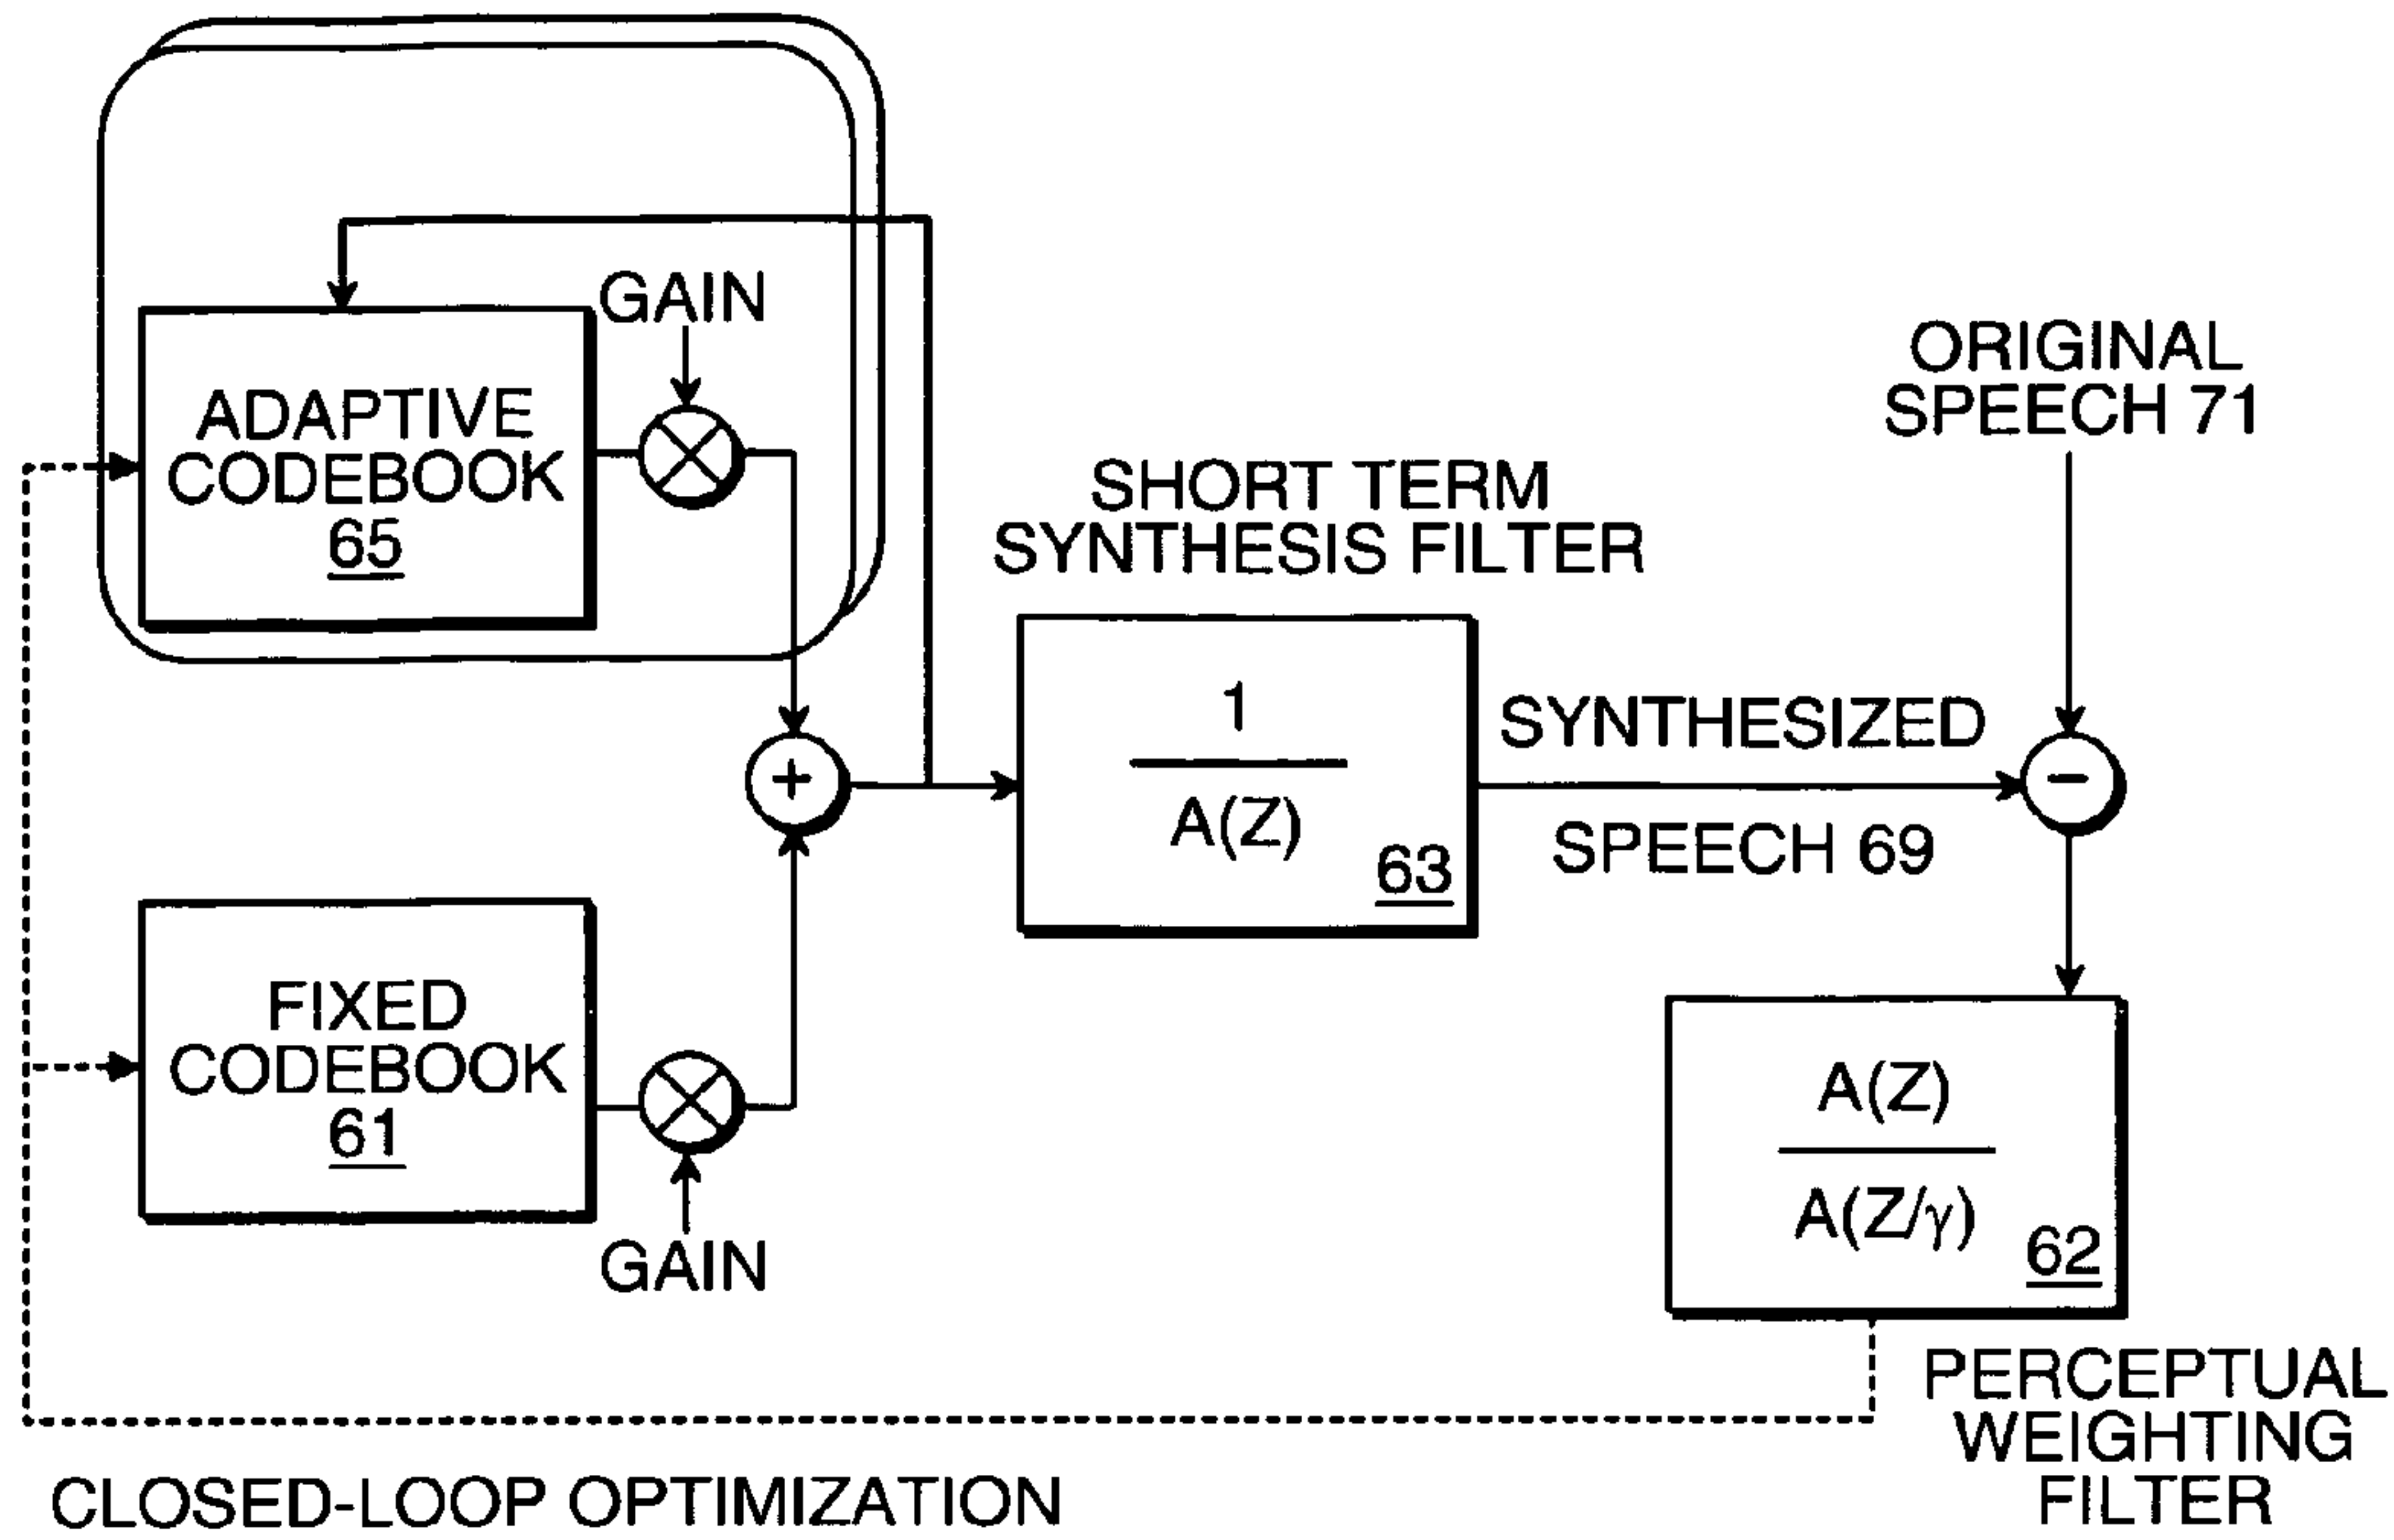 GAIN
ADAPTIVE
CODEBOOK
65
ORIGINAL
SPEECH 71
SHORT TERM
SYNTHESIS FILTER
1
A(Z)
63
SYNTHESIZED
SPEECH 69
+
−
FIXED
CODEBOOK
61
GAIN
A(Z)
A(Z/γ)
62
PERCEPTUAL
WEIGHTING
FILTER
CLOSED-LOOP OPTIMIZATION